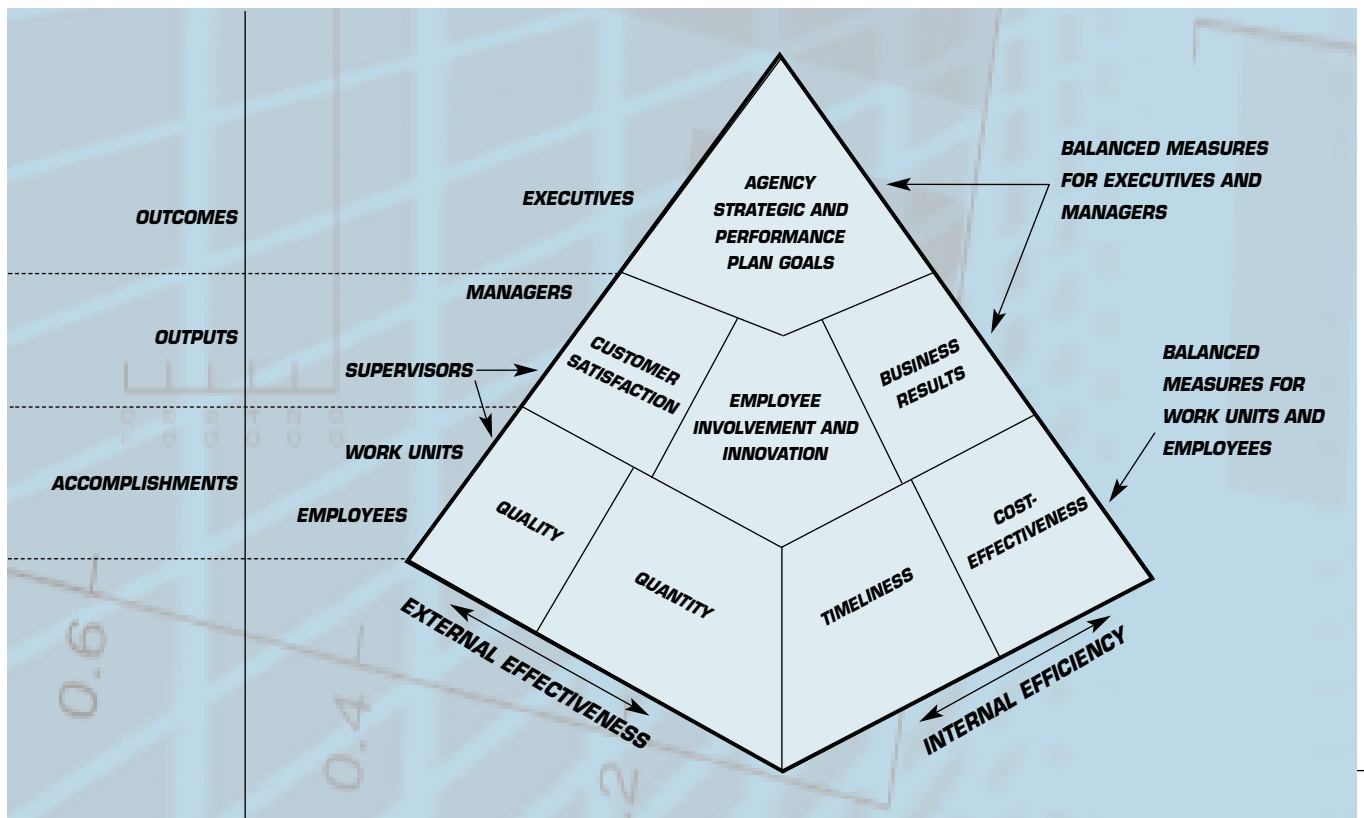 OUTCOMES
OUTPUTS
ACCOMPLISHMENTS
EXECUTIVES
MANAGERS
SUPERVISORS
WORK UNITS
EMPLOYEES
AGENCY
STRATEGIC AND
PERFORMANCE
PLAN GOALS
CUSTOMER
SATISFACTION
EMPLOYEE
INVOLVEMENT AND
INNOVATION
BUSINESS
RESULTS
QUALITY
QUANTITY
TIMELINESS
COST-
EFFECTIVENESS
BALANCED MEASURES
FOR EXECUTIVES AND
MANAGERS
BALANCED
MEASURES FOR
WORK UNITS AND
EMPLOYEES
EXTERNAL EFFECTIVENESS
INTERNAL EFFICIENCY
0.6
0.4